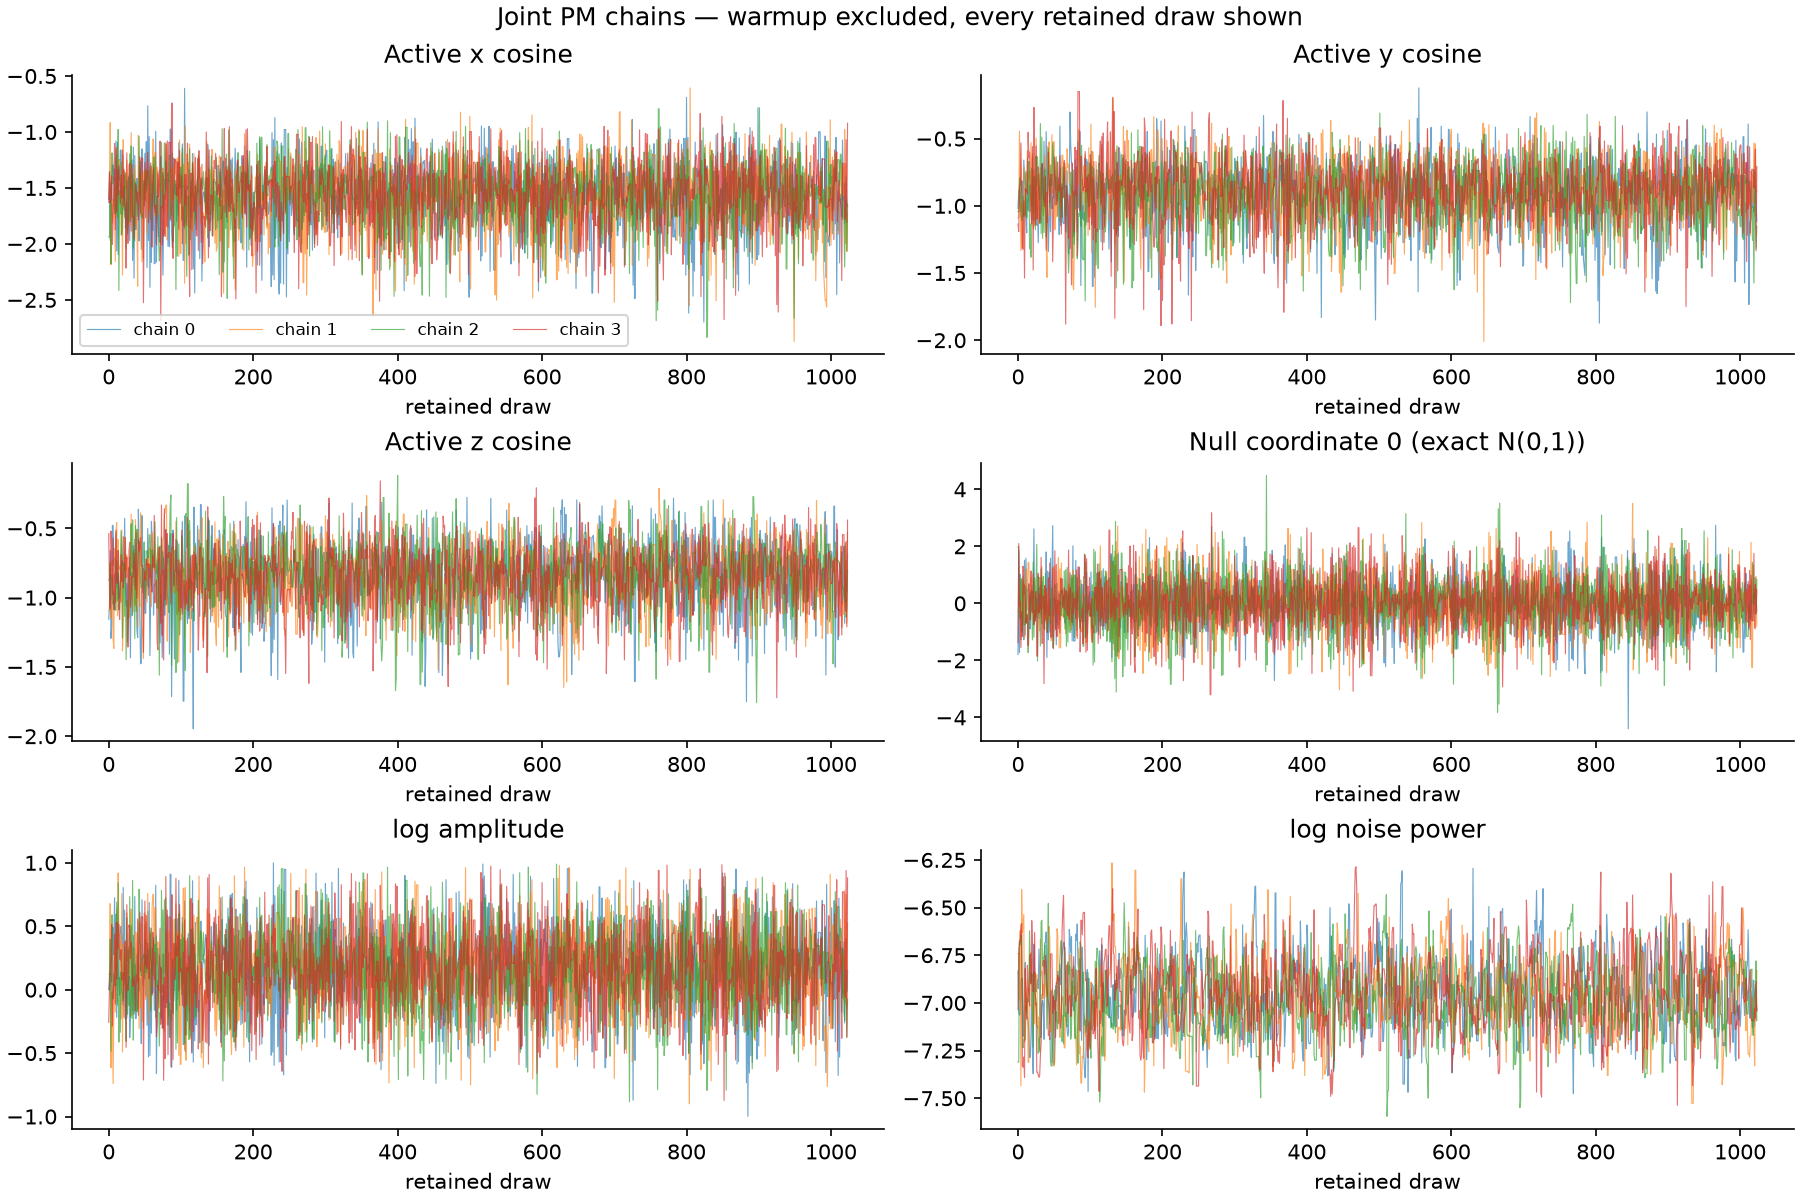 Joint PM chains — warmup excluded, every retained draw shown
Active x cosine
−0.5
−1.0
−1.5
−2.0
−2.5
chain 0 chain 1 chain 2 chain 3
0 200 400 600 800 1000
retained draw
Active y cosine
−0.5
−1.0
−1.5
−2.0
0 200 400 600 800 1000
retained draw
Active z cosine
−0.5
−1.0
−1.5
−2.0
0 200 400 600 800 1000
retained draw
Null coordinate 0 (exact N(0,1))
4
2
0
−2
−4
0 200 400 600 800 1000
retained draw
log amplitude
1.0
0.5
0.0
−0.5
−1.0
0 200 400 600 800 1000
retained draw
log noise power
−6.25
−6.50
−6.75
−7.00
−7.25
−7.50
0 200 400 600 800 1000
retained draw